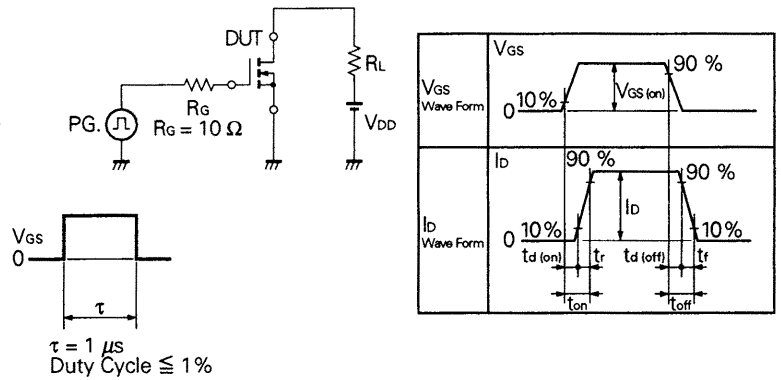 DUT
RL
RG
RG = 10 Ω
PG.
VDD
VGS
0
τ
τ = 1 μs
Duty Cycle ≦ 1%
VGS
Wave Form
VGS
90 %
VGS (on)
10%
0
ID
Wave Form
ID
90 %
90 %
ID
0
10%
10%
td (on)
tr
td (off)
tf
ton
toff